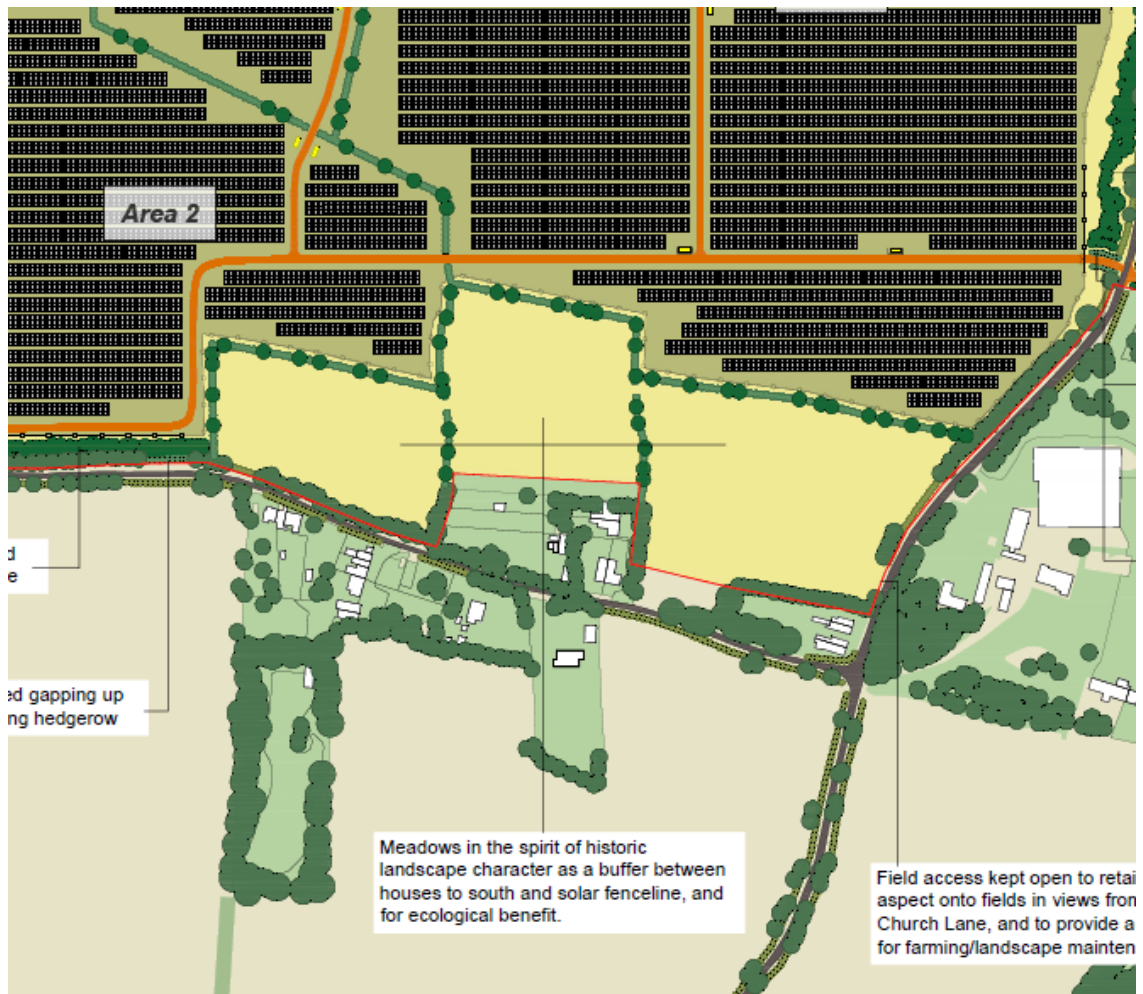 Area 2
d
e
ed gapping up
ng hedgerow
Meadows in the spirit of historic
landscape character as a buffer between
houses to south and solar fenceline, and
for ecological benefit.
Field access kept open to retai
aspect onto fields in views from
Church Lane, and to provide a
for farming/landscape mainten